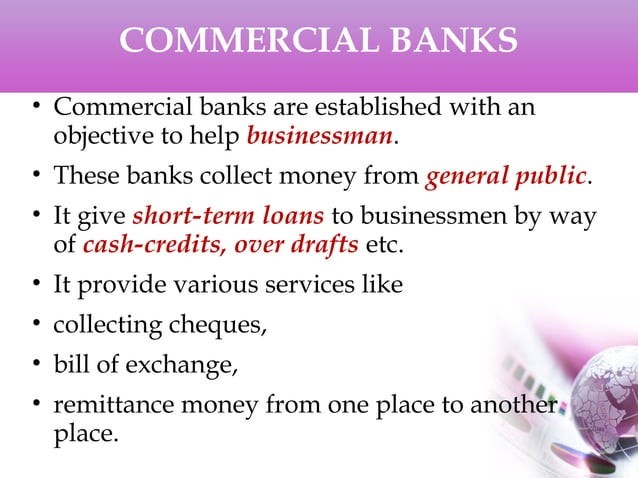 COMMERCIAL BANKS
• Commercial banks are established with an
objective to help businessman.
• These banks collect money from general public.
• It give short-term loans to businessmen by way
of cash-credits, over drafts etc.
• It provide various services like
• collecting cheques,
• bill of exchange,
• remittance money from one place to another
place.